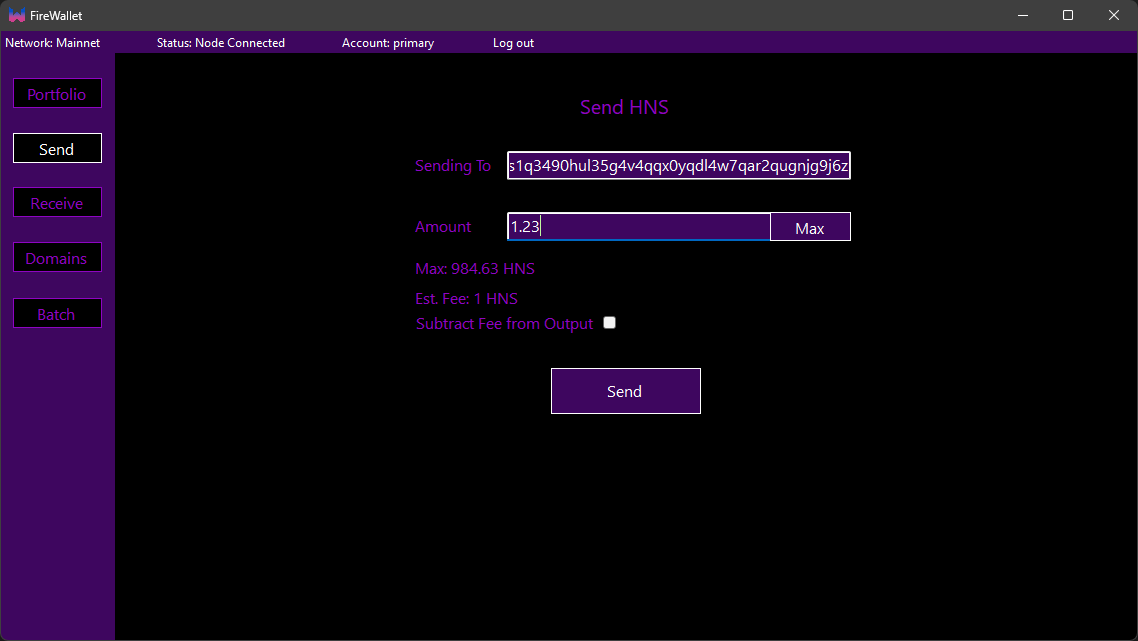 FireWallet
Network: Mainnet Status: Node Connected Account: primary Log out
Portfolio
Send
Receive
Domains
Batch
Send HNS
Sending To s1q3490hul35g4v4qqx0yqdl4w7qar2qugnjg9j6z
Amount 1.23 Max
Max: 984.63 HNS
Est. Fee: 1 HNS
Subtract Fee from Output
Send